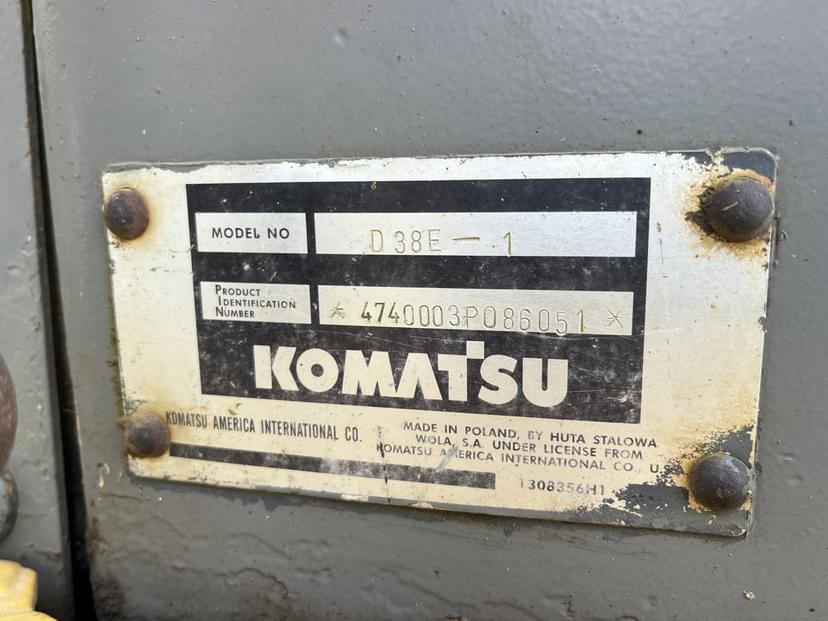 MODEL NO
D38E-1
PRODUCT
IDENTIFICATION
NUMBER
* 4740003P086051 *
KOMATSU
KOMATSU AMERICA INTERNATIONAL CO.
MADE IN POLAND, BY HUTA STALOWA
WOLA, S.A. UNDER LICENSE FROM
KOMATSU AMERICA INTERNATIONAL CO. U.
1308356H1